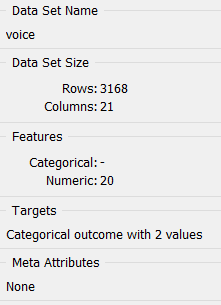 Data Set Name
voice
Data Set Size
Rows: 3168
Columns: 21
Features
Categorical: -
Numeric: 20
Targets
Categorical outcome with 2 values
Meta Attributes
None